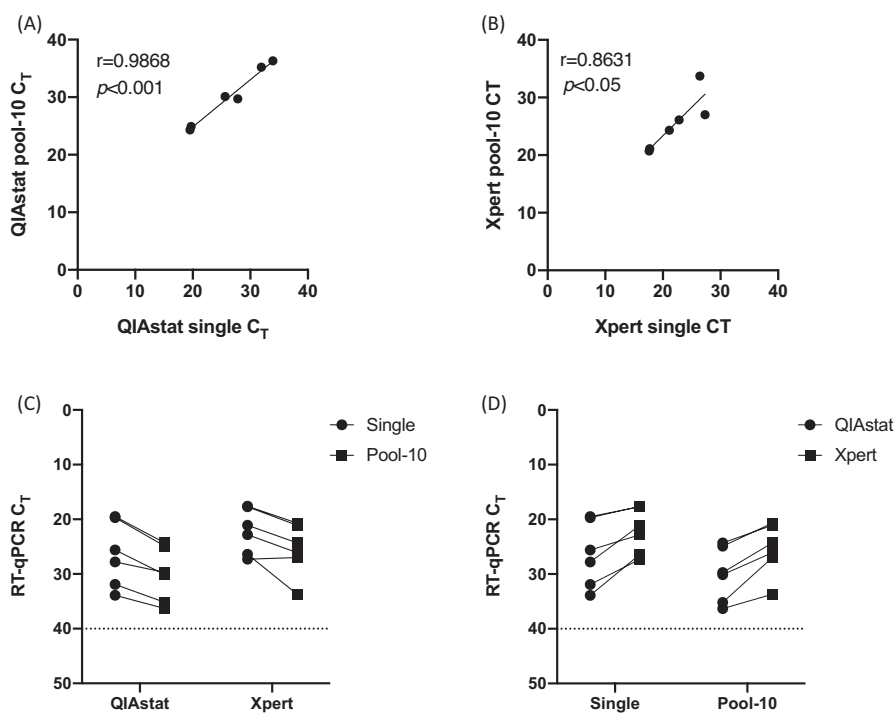 (A)
r=0.9868
p<0.001
QIAstat pool-10 CT
40
30
20
10
0
0 10 20 30 40
QIAstat single CT
(B)
r=0.8631
p<0.05
Xpert pool-10 CT
40
30
20
10
0
0 10 20 30 40
Xpert single CT
(C)
Single
Pool-10
RT-qPCR CT
0
10
20
30
40
50
QIAstat Xpert
(D)
QIAstat
Xpert
RT-qPCR CT
0
10
20
30
40
50
Single Pool-10